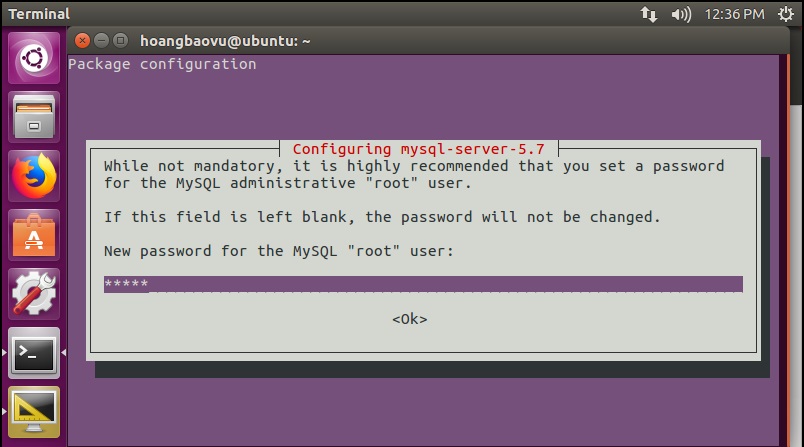 Terminal
12:36 PM
hoangbaovu@ubuntu: ~
Package configuration
Configuring mysql-server-5.7
While not mandatory, it is highly recommended that you set a password
for the MySQL administrative "root" user.
If this field is left blank, the password will not be changed.
New password for the MySQL "root" user:
*****
<Ok>